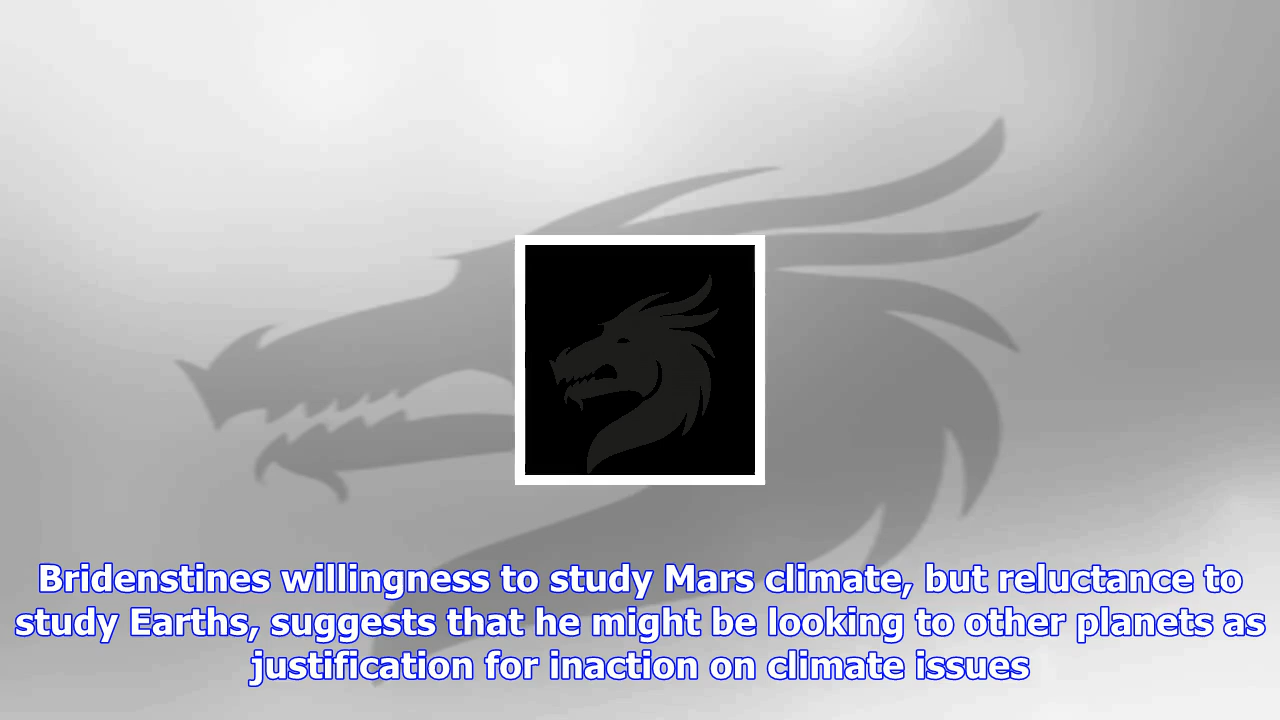 Bridenstines willingness to study Mars climate, but reluctance to
study Earths, suggests that he might be looking to other planets as
justification for inaction on climate issues